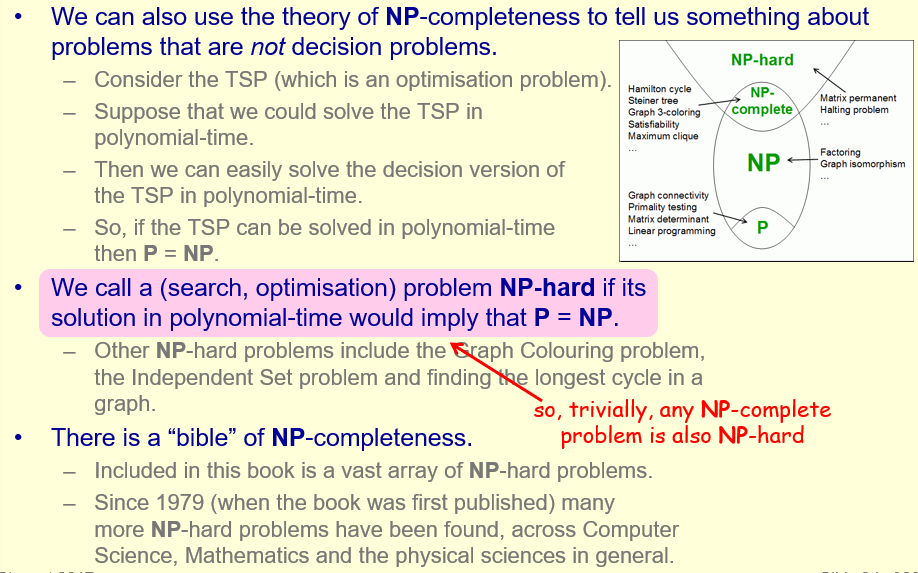 • We can also use the theory of NP-completeness to tell us something about
problems that are not decision problems.
– Consider the TSP (which is an optimisation problem).
– Suppose that we could solve the TSP in
polynomial-time.
– Then we can easily solve the decision version of
the TSP in polynomial-time.
– So, if the TSP can be solved in polynomial-time
then P = NP.
NP-hard
Hamilton cycle
Steiner tree
Graph 3-coloring
Satisfiability
Maximum clique
...
NP-
complete
Matrix permanent
Halting problem
...
NP
Factoring
Graph isomorphism
...
Graph connectivity
Primality testing
Matrix determinant
Linear programming
...
P
• We call a (search, optimisation) problem NP-hard if its
solution in polynomial-time would imply that P = NP.
– Other NP-hard problems include the Graph Colouring problem,
the Independent Set problem and finding the longest cycle in a
graph.
so, trivially, any NP-complete
problem is also NP-hard
• There is a “bible” of NP-completeness.
– Included in this book is a vast array of NP-hard problems.
– Since 1979 (when the book was first published) many
more NP-hard problems have been found, across Computer
Science, Mathematics and the physical sciences in general.